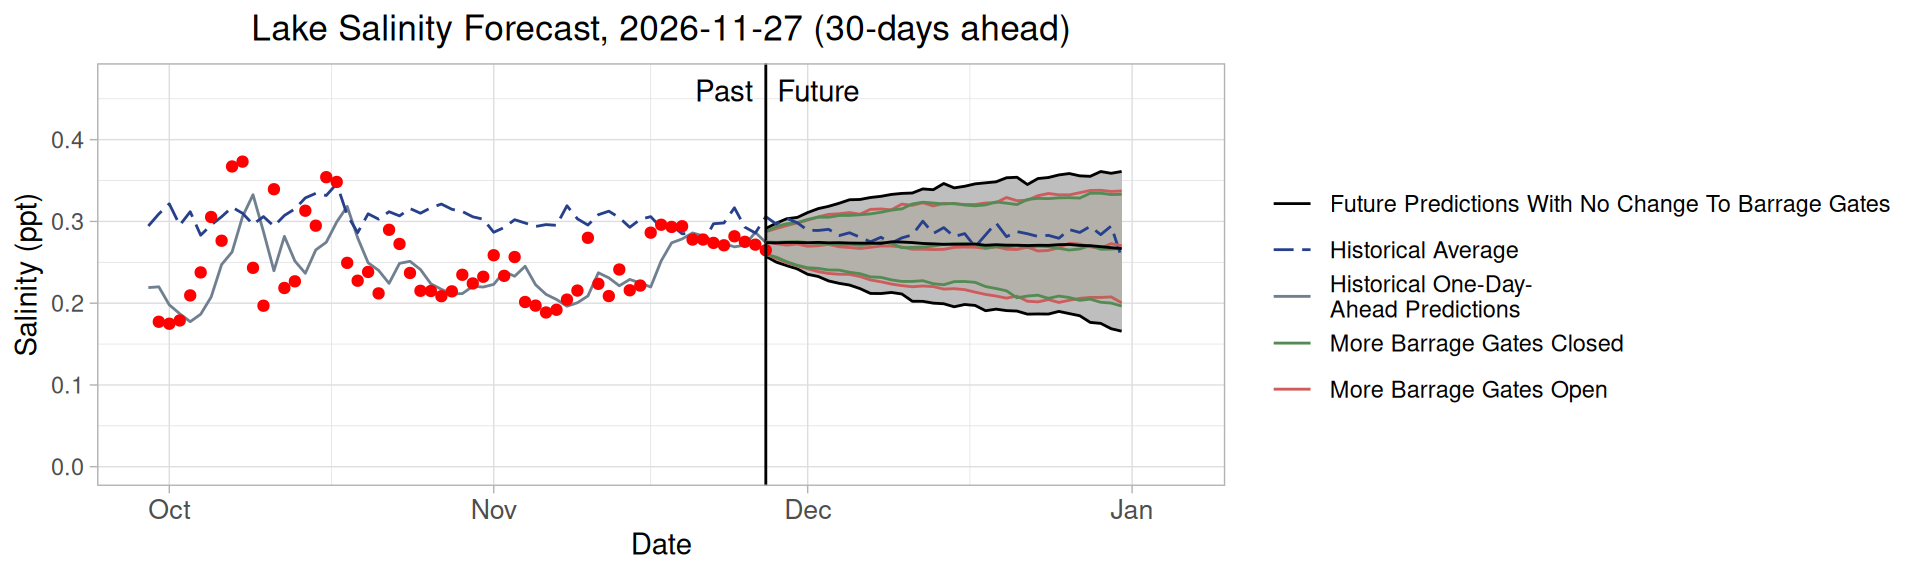 Lake Salinity Forecast, 2026-11-27 (30-days ahead)
Past
Future
0.4
0.3
0.2
0.1
0.0
Salinity (ppt)
Oct
Nov
Dec
Jan
Date
Future Predictions With No Change To Barrage Gates
Historical Average
Historical One-Day-
Ahead Predictions
More Barrage Gates Closed
More Barrage Gates Open